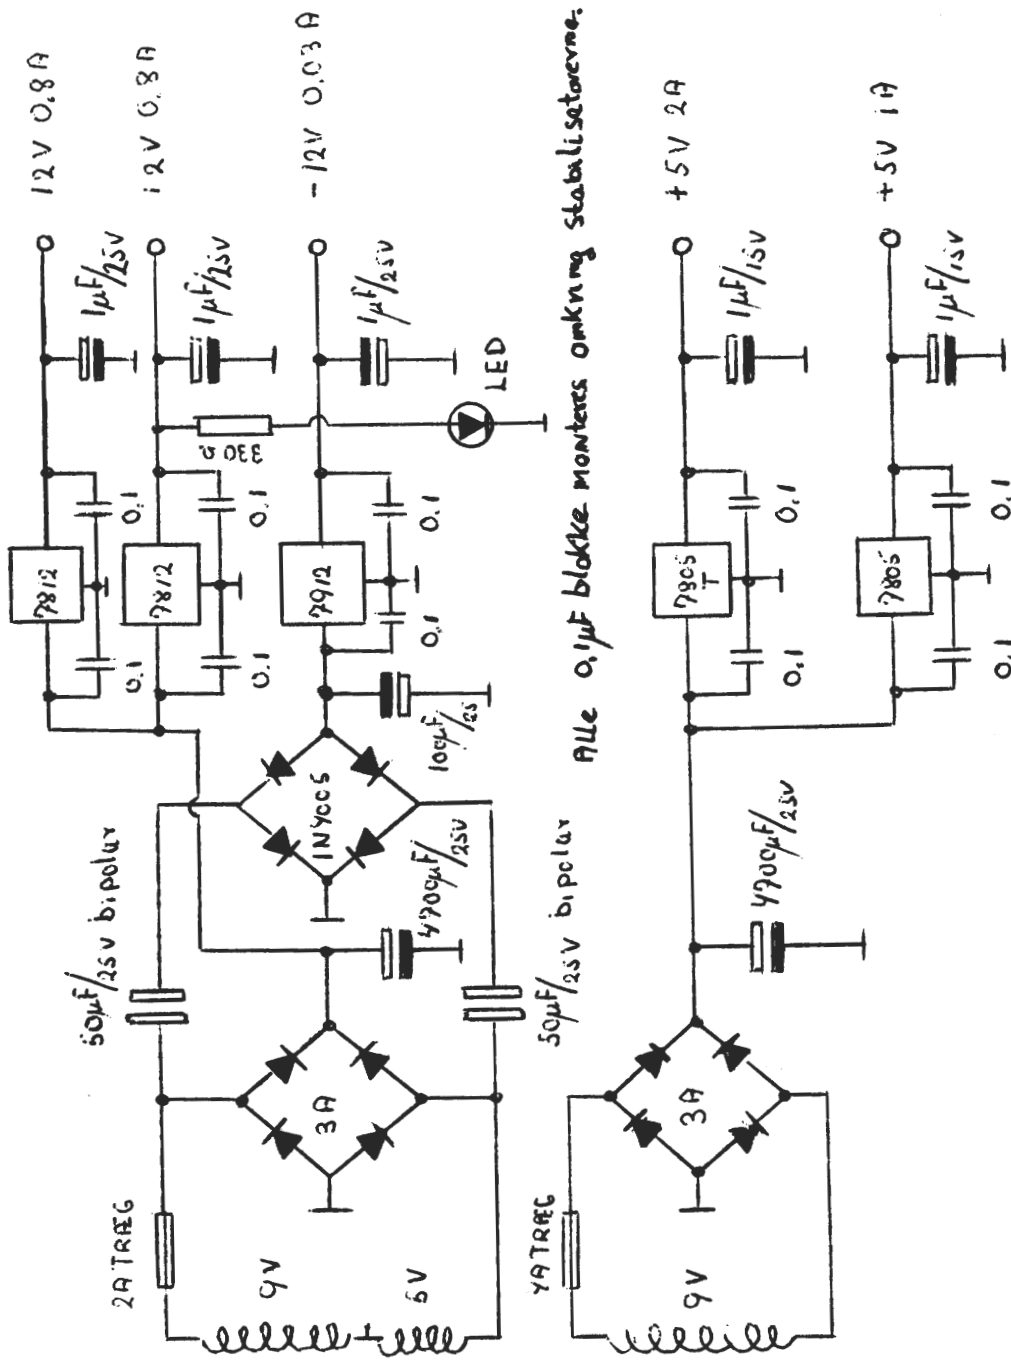 12V 0.8A
12V 0.8A
-12V 0.03A
1µF/25V
1µF/25V
1µF/25V
LED
330Ω
7812
0.1
0.1
7812
0.1
0.1
7912
0.1
0.1
100µF/25
1N4005
50µF/25V bipolar
4700µF/25V
50µF/25V bipolar
3A
2A TRÆG
9V
6V
Alle 0,1µF blokke monteres omkring stabilisatorerne.
+5V 2A
+5V 1A
1µF/15V
1µF/15V
7805
T
0.1
0.1
7805
0.1
0.1
4700µF/25V
3A
4A TRÆG
9V